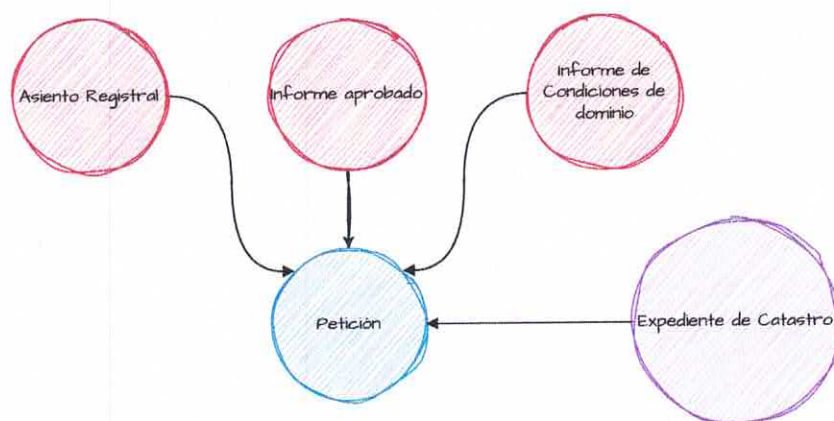 Asiento Registral
Informe aprobado
Informe de
Condiciones de
dominio
Petición
Expediente de Catastro